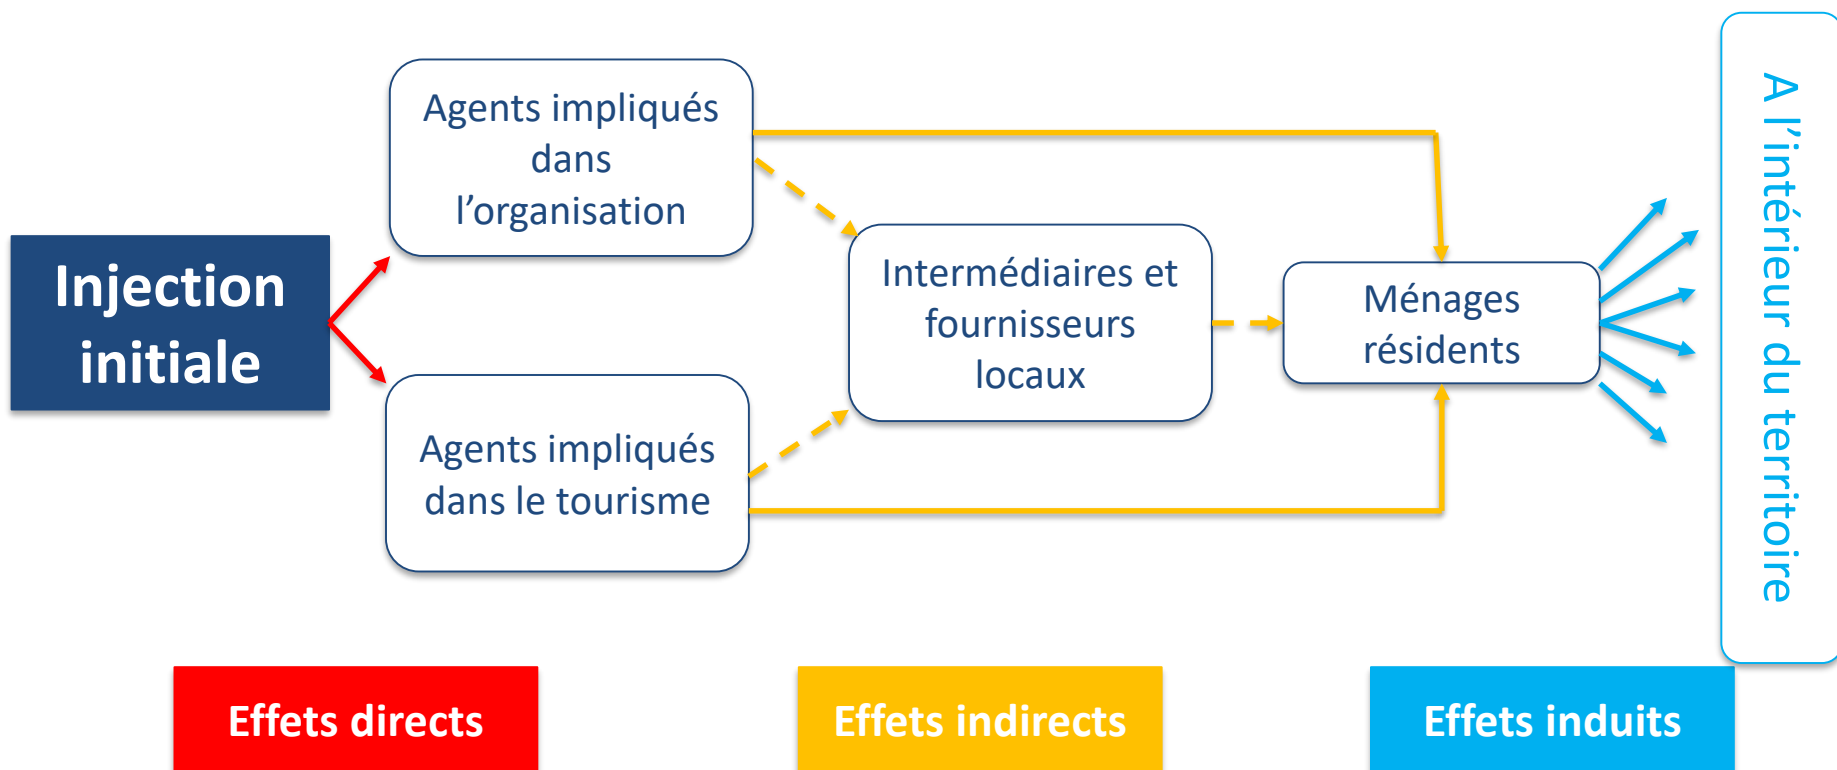 Injection
initiale
Agents impliqués
dans
l’organisation
Agents impliqués
dans le tourisme
Intermédiaires et
fournisseurs
locaux
Ménages
résidents
A l’intérieur du territoire
Effets directs
Effets indirects
Effets induits